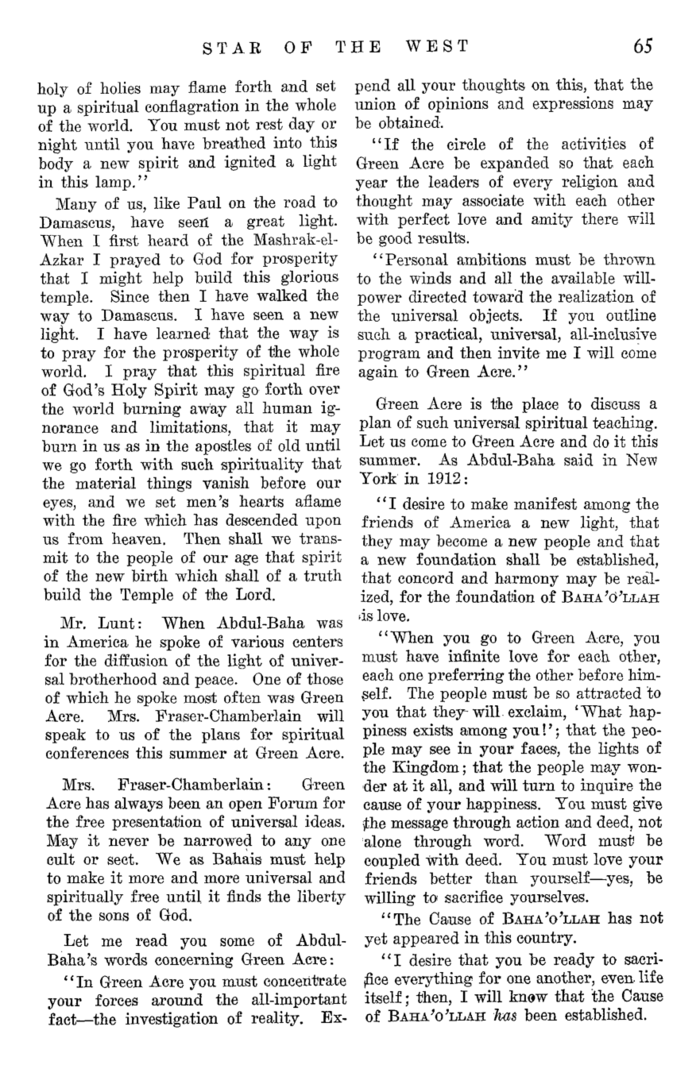 STAR OF THE WEST 65
holy of holies may flame forth and set
up a spiritual conflagration in the whole
of the world. You must not rest day or
night until you have breathed into this
body a new spirit and ignited a light
in this lamp.''
Many of us, like Paul on the road to
Damascus, have seen a great light.
When I first heard of the Mashrak-el-
Azkar I prayed to God for prosperity
that I might help build this glorious
temple. Since then I have walked the
way to Damascus. I have seen a new
light. I have learned that the way is
to pray for the prosperity of the whole
world. I pray that this spiritual fire
of God's Holy Spirit may go forth over
the world burning away all human ig-
norance and limitations, that it may
burn in us as in the apostles of old until
we go forth with such spirituality that
the material things vanish before our
eyes, and we set men's hearts aflame
with the fire which has descended upon
us from heaven. Then shall we trans-
mit to the people of our age that spirit
of the new birth which shall of a truth
build the Temple of the Lord.
Mr. Lunt: When Abdul-Baha was
in America he spoke of various centers
for the diffusion of the light of univer-
sal brotherhood and peace. One of those
of which he spoke most often was Green
Acre. Mrs. Fraser-Chamberlain will
speak to us of the plans for spiritual
conferences this summer at Green Acre.
Mrs. Fraser-Chamberlain: Green
Acre has always been an open Forum for
the free presentation of universal ideas.
May it never be narrowed to any one
cult or sect. We as Bahais must help
to make it more and more universal and
spiritually free until it finds the liberty
of the sons of God.
Let me read you some of Abdul-
Baha's words concerning Green Acre:
''In Green Acre you must concentrate
your forces around the all-important
fact—the investigation of reality. Ex-
pend all your thoughts on this, that the
union of opinions and expressions may
be obtained.
''If the circle of the activities of
Green Acre be expanded so that each
year the leaders of every religion and
thought may associate with each other
with perfect love and amity there will
be good results.
''Personal ambitions must be thrown
to the winds and all the available will-
power directed toward the realization of
the universal objects. If you outline
such a practical, universal, all-inclusive
program and then invite me I will come
again to Green Acre.''
Green Acre is the place to discuss a
plan of such universal spiritual teaching.
Let us come to Green Acre and do it this
summer. As Abdul-Baha said in New
York in 1912:
''I desire to make manifest among the
friends of America a new light, that
they may become a new people and that
a new foundation shall be established,
that concord and harmony may be real-
ized, for the foundation of BAHA'O'LLAH
is love.
''When you go to Green Acre, you
must have infinite love for each other,
each one preferring the other before him-
self. The people must be so attracted to
you that they will exclaim, 'What hap-
piness exists among you!'; that the peo-
ple may see in your faces, the lights of
the Kingdom; that the people may won-
der at it all, and will turn to inquire the
cause of your happiness. You must give
the message through action and deed, not
alone through word. Word must be
coupled with deed. You must love your
friends better than yourself—yes, be
willing to sacrifice yourselves.
''The Cause of BAHA'O'LLAH has not
yet appeared in this country.
''I desire that you be ready to sacri-
fice everything for one another, even life
itself; then, I will know that the Cause
of BAHA'O'LLAH has been established.